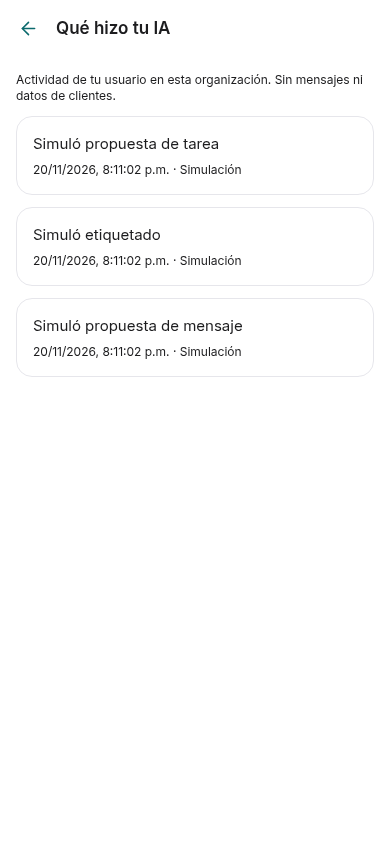 Qué hizo tu IA
Actividad de tu usuario en esta organización. Sin mensajes ni
datos de clientes.
Simuló propuesta de tarea
20/11/2026, 8:11:02 p.m. · Simulación
Simuló etiquetado
20/11/2026, 8:11:02 p.m. · Simulación
Simuló propuesta de mensaje
20/11/2026, 8:11:02 p.m. · Simulación